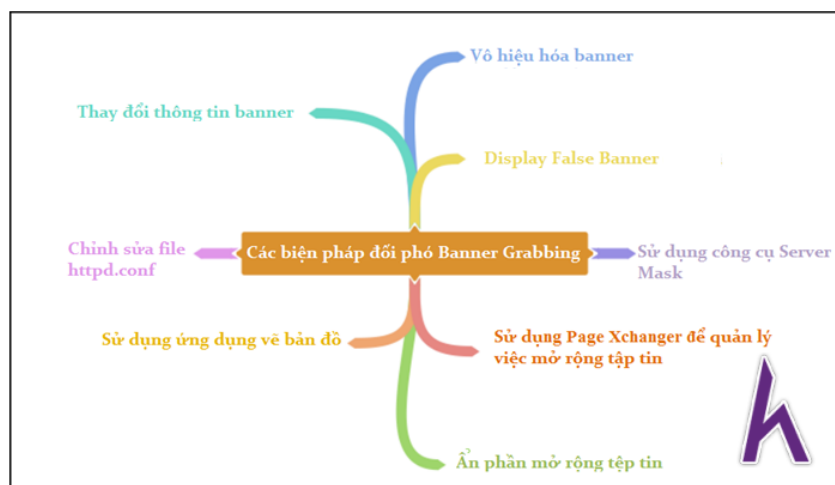 Vô hiệu hóa banner
Thay đổi thông tin banner
Display False Banner
Chỉnh sửa file
httpd.conf
Các biện pháp đối phó Banner Grabbing
Sử dụng công cụ Server
Mask
Sử dụng ứng dụng vẽ bản đồ
Sử dụng Page Xchanger để quản lý
việc mở rộng tập tin
Ẩn phần mở rộng tệp tin